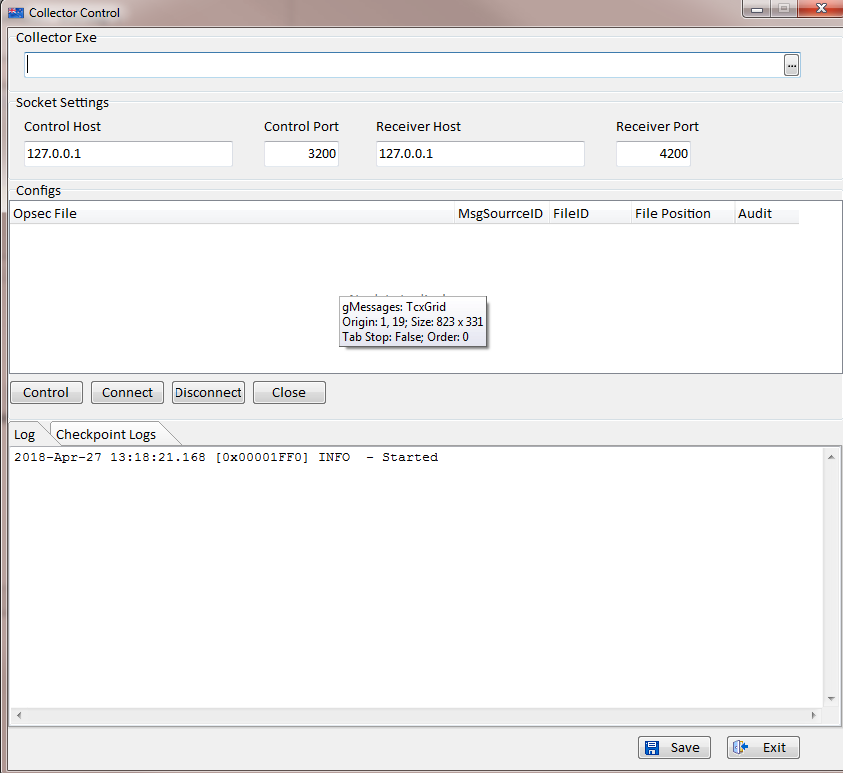 Collector Control
Collector Exe
...
Socket Settings
Control Host Control Port Receiver Host Receiver Port
127.0.0.1 3200 127.0.0.1 4200
Configs
Opsec File MsgSourrceID FileID File Position Audit
gMessages: TcxGrid
Origin: 1, 19; Size: 823 x 331
Tab Stop: False; Order: 0
Control Connect Disconnect Close
Log Checkpoint Logs
2018-Apr-27 13:18:21.168 [0x00001FF0] INFO - Started
Save Exit